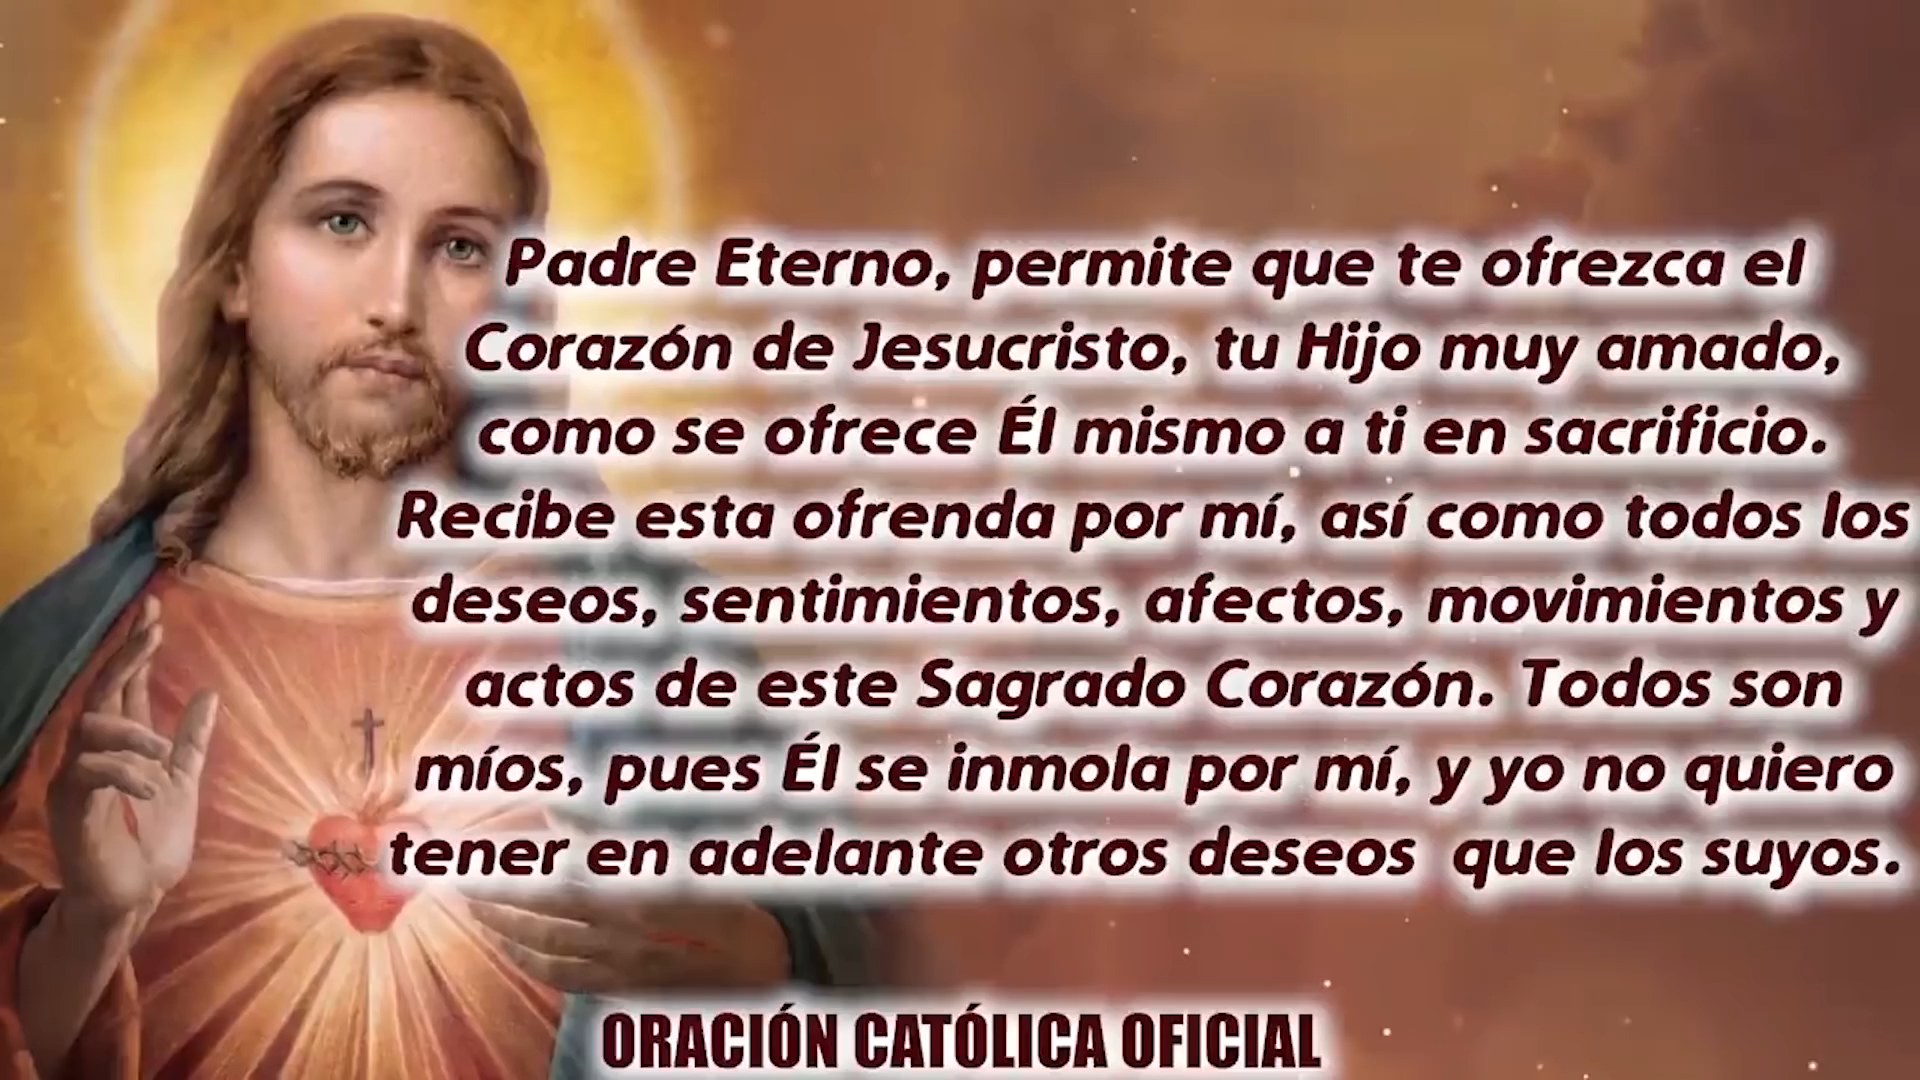 Padre Eterno, permite que te ofrezca el
Corazón de Jesucristo, tu Hijo muy amado,
como se ofrece Él mismo a ti en sacrificio.
Recibe esta ofrenda por mí, así como todos los
deseos, sentimientos, afectos, movimientos y
actos de este Sagrado Corazón. Todos son
míos, pues Él se inmola por mí, y yo no quiero
tener en adelante otros deseos que los suyos.
ORACIÓN CATÓLICA OFICIAL